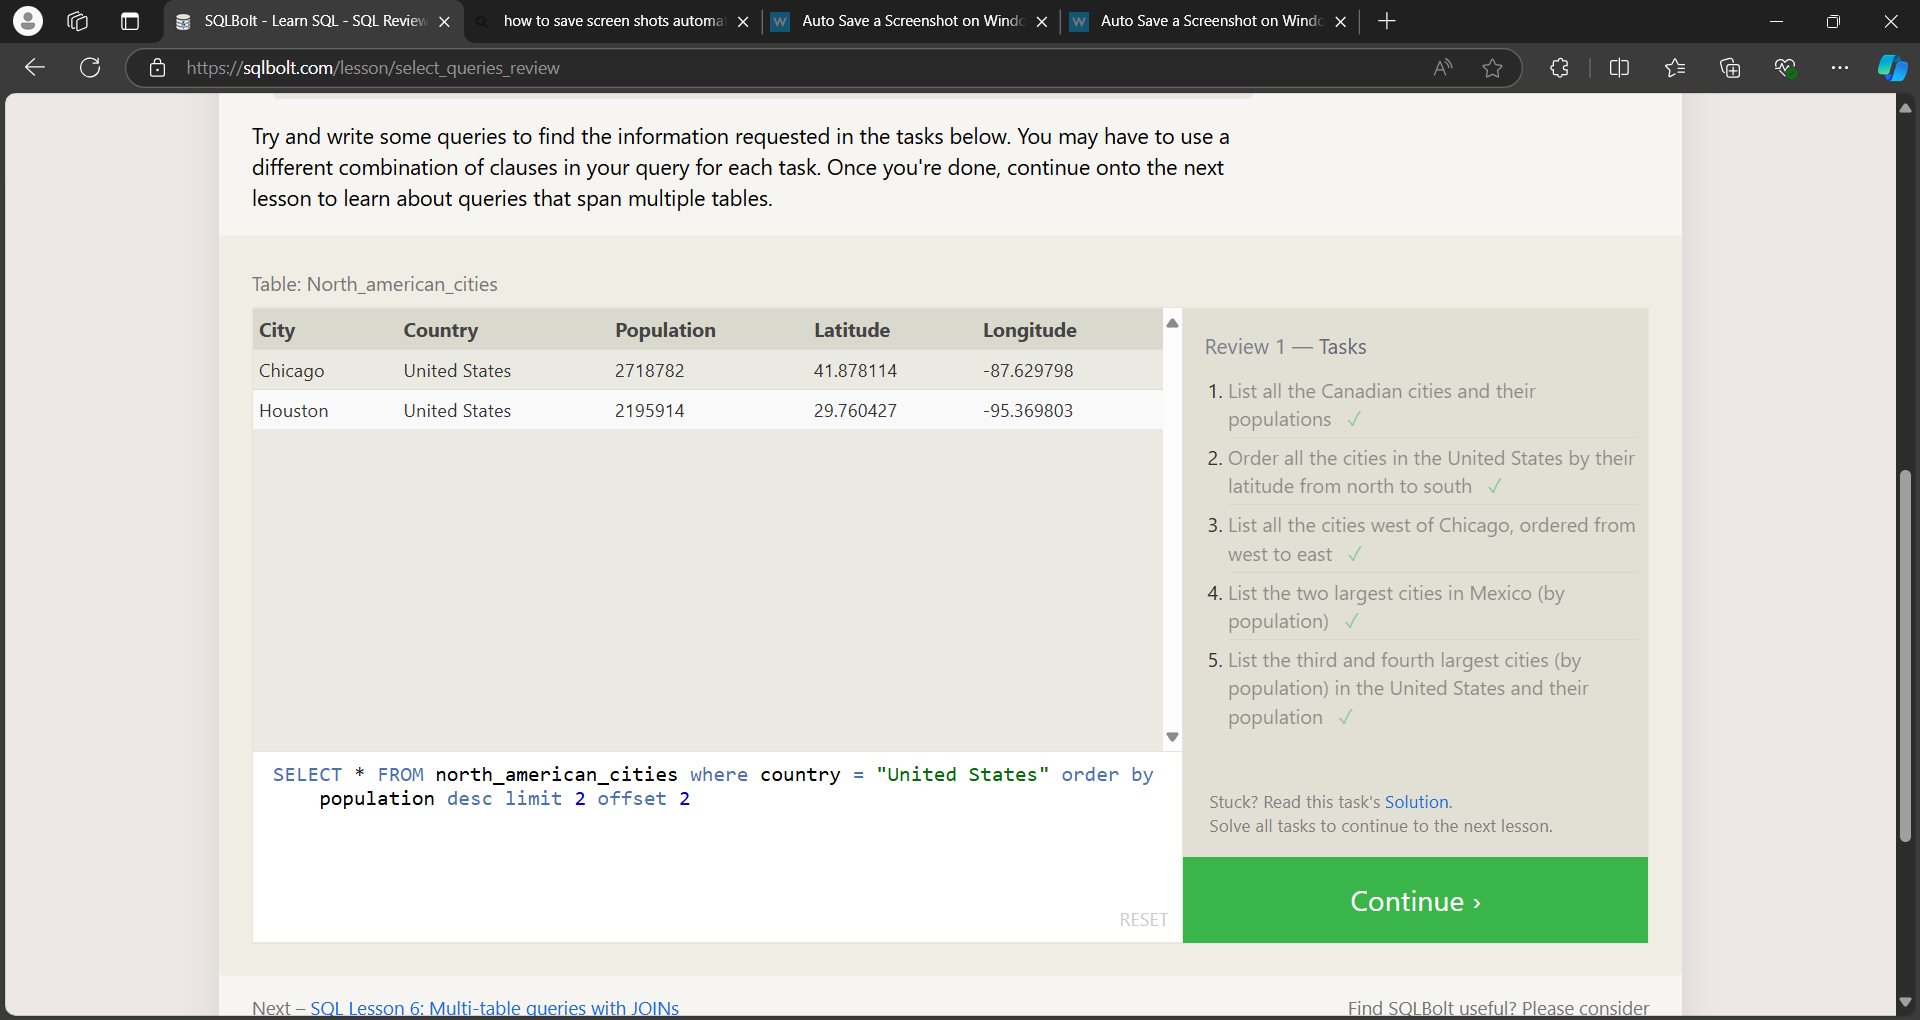 SQLBolt - Learn SQL - SQL Review
how to save screen shots automa
Auto Save a Screenshot on Windo
Auto Save a Screenshot on Windo
https://sqlbolt.com/lesson/select_queries_review
Try and write some queries to find the information requested in the tasks below. You may have to use a
different combination of clauses in your query for each task. Once you're done, continue onto the next
lesson to learn about queries that span multiple tables.
Table: North_american_cities
City Country Population Latitude Longitude
Chicago United States 2718782 41.878114 -87.629798
Houston United States 2195914 29.760427 -95.369803
SELECT * FROM north_american_cities where country = "United States" order by
population desc limit 2 offset 2
RESET
Review 1 — Tasks
1. List all the Canadian cities and their
populations ✓
2. Order all the cities in the United States by their
latitude from north to south ✓
3. List all the cities west of Chicago, ordered from
west to east ✓
4. List the two largest cities in Mexico (by
population) ✓
5. List the third and fourth largest cities (by
population) in the United States and their
population ✓
Stuck? Read this task's Solution.
Solve all tasks to continue to the next lesson.
Continue ›
Next – SQL Lesson 6: Multi-table queries with JOINs
Find SQLBolt useful? Please consider